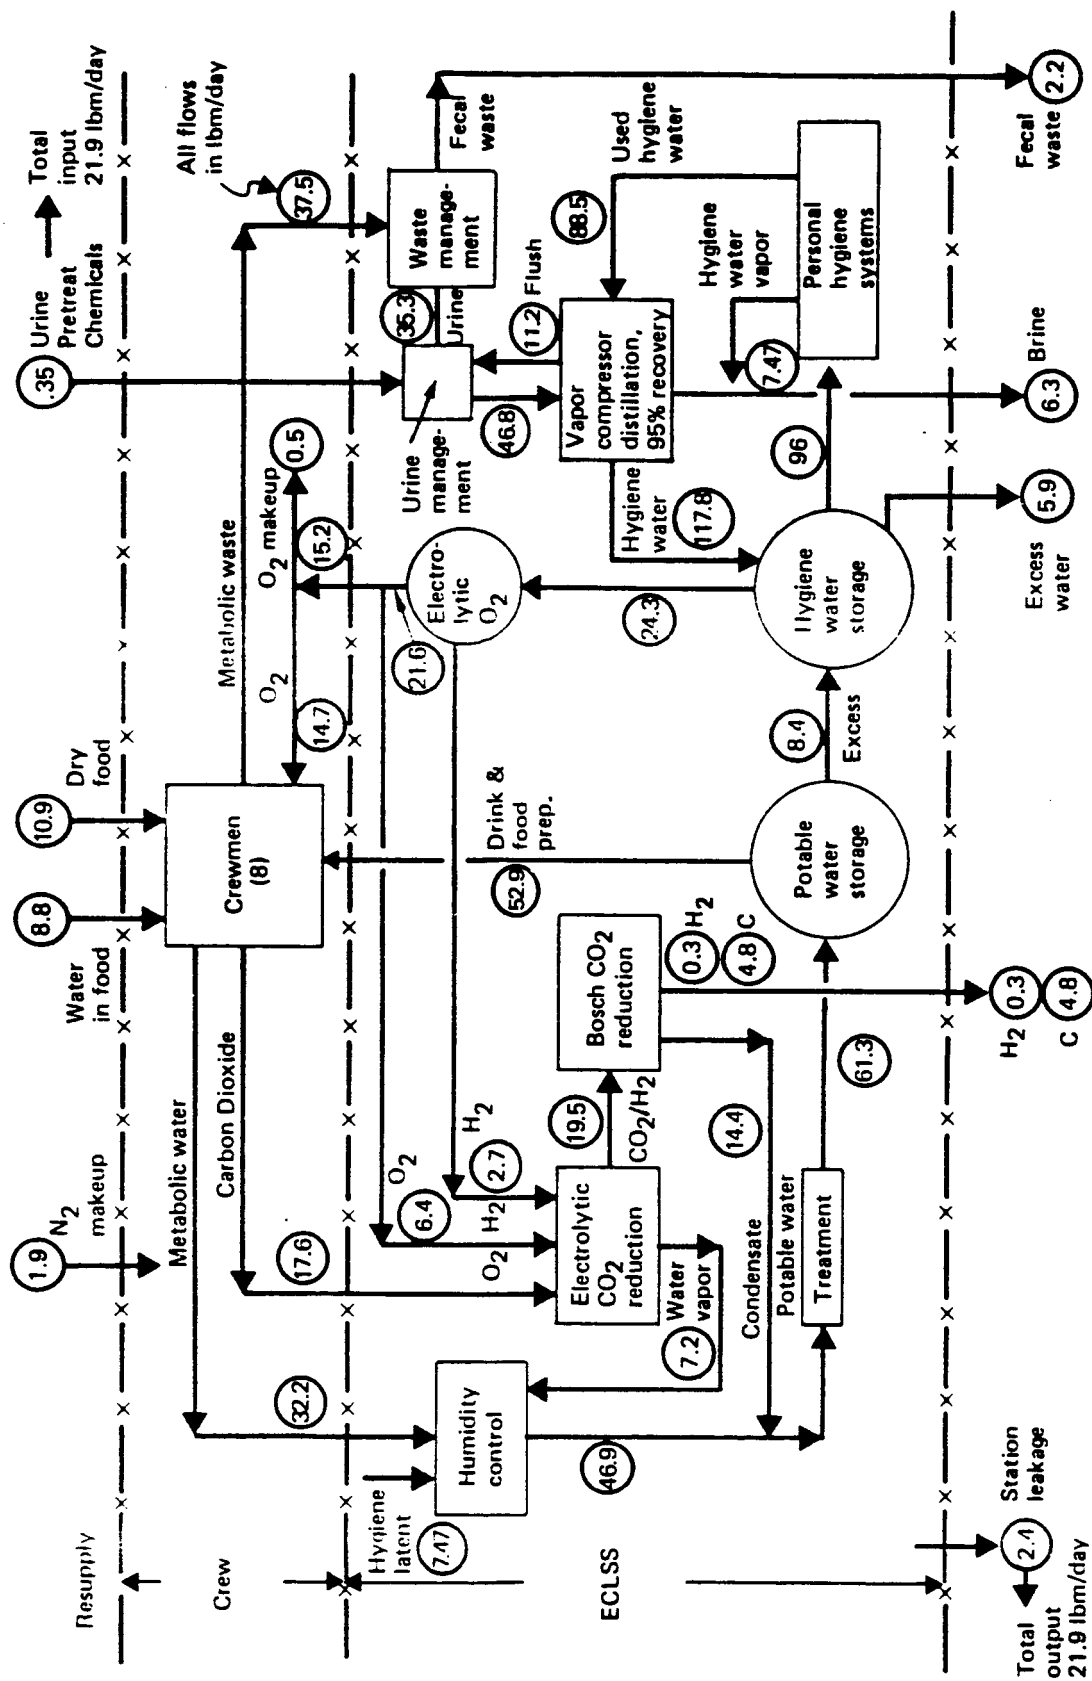 1.9
N2
makeup
8.8
Water
in food
10.9
Dry
food
.35
Urine
Pretreat
Chemicals
Total
input
21.9 lbm/day
Resupply
Crew
ECLSS
All flows
in lbm/day
Metabolic water
Carbon Dioxide
Crewmen
(8)
Metabolic waste
37.5
O2
14.7
O2 makeup
15.2
0.5
32.2
17.6
Hygiene
latent
7.47
Humidity
control
46.9
O2
6.4
H2
2.7
O2
H2
Electrolytic
CO2
reduction
Water
vapor
7.2
19.5
CO2/H2
Bosch CO2
reduction
0.3
H2
4.8
C
14.4
Condensate
Potable water
Treatment
61.3
Drink &
food
prep.
52.9
Potable
water
storage
8.4
Excess
21.6
Electro-
lytic
O2
24.3
Hygiene
water
storage
Urine
manage-
ment
35.3
Urine
Waste
manage-
ment
Fecal
waste
46.8
11.2
Flush
Vapor
compressor
distillation,
95% recovery
Hygiene
water
117.8
88.5
Used
hygiene
water
Hygiene
water
vapor
7.47
Personal
hygiene
systems
96
Total
output
21.9 lbm/day
2.4
Station
leakage
H2
0.3
C
4.8
Excess
water
5.9
6.3
Brine
Fecal
waste
2.2